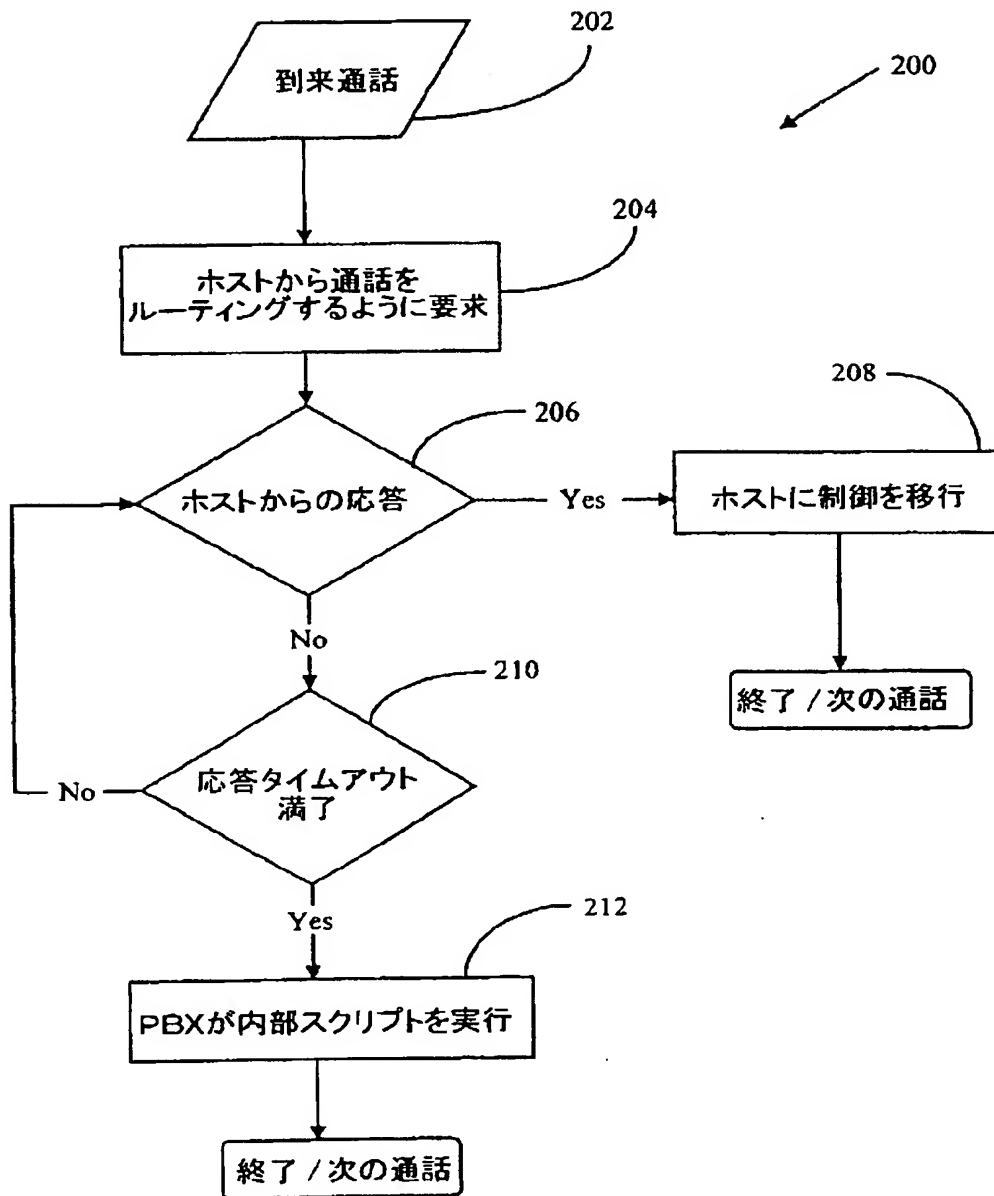 202
到来通話
200
204
ホストから通話を
ルーティングするように要求
206
208
ホストからの応答
Yes
ホストに制御を移行
No
210
終了 / 次の通話
応答タイムアウト
満了
No
Yes
212
PBXが内部スクリプトを実行
終了 / 次の通話